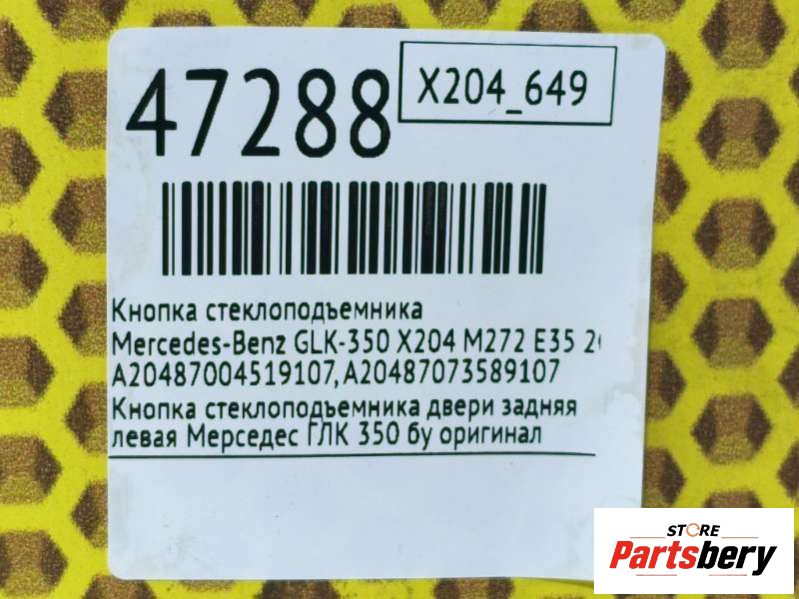 47288
X204_649
Кнопка стеклоподъемника
Mercedes-Benz GLK-350 X204 M272 E35
A20487004519107, A20487073589107
Кнопка стеклоподъемника двери задняя
левая Мерседес ГЛК 350 бу оригинал
STORE
Partsbery